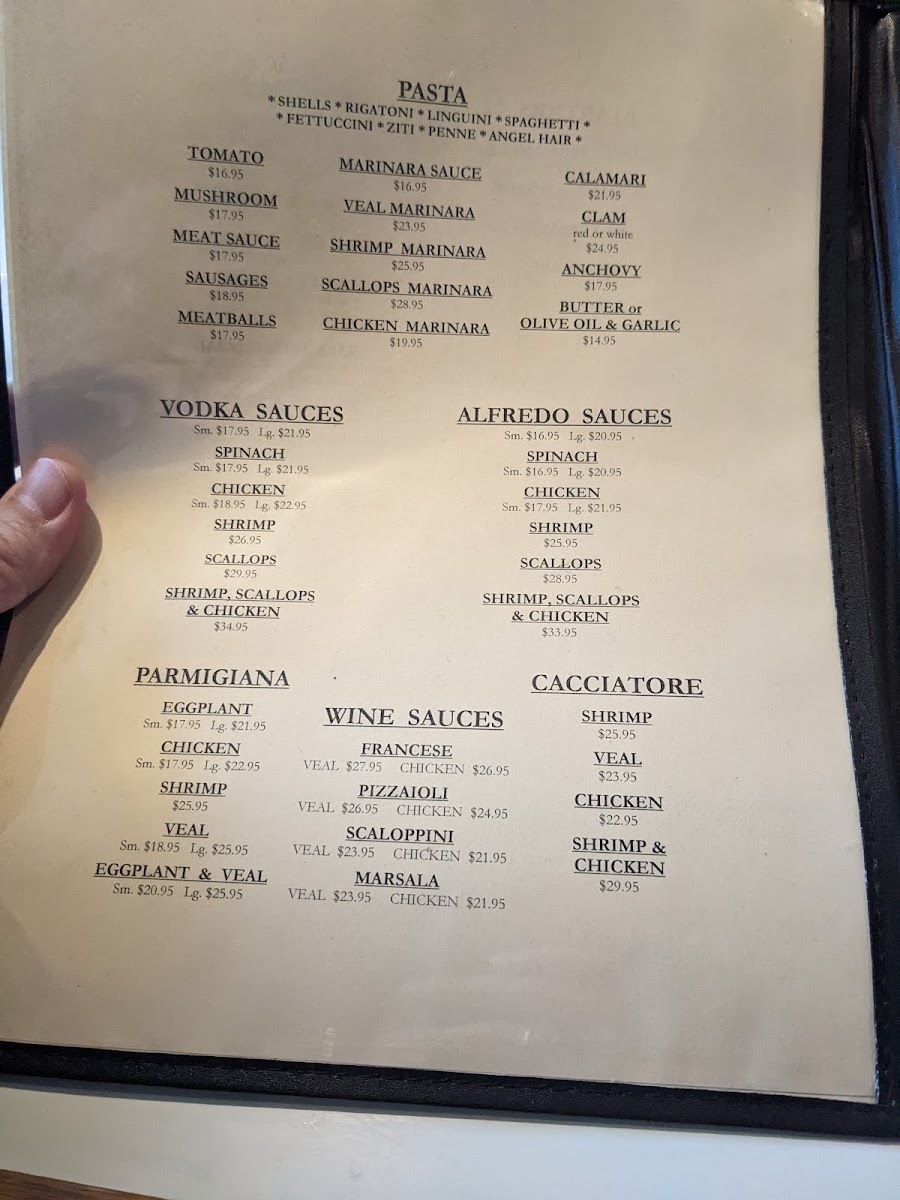 PASTA
* SHELLS * RIGATONI * LINGUINI * SPAGHETTI *
* FETTUCCINI * ZITI * PENNE * ANGEL HAIR *
TOMATO
$16.95
MUSHROOM
$17.95
MEAT SAUCE
$17.95
SAUSAGES
$18.95
MEATBALLS
$17.95
MARINARA SAUCE
$16.95
VEAL MARINARA
$23.95
SHRIMP MARINARA
$25.95
SCALLOPS MARINARA
$28.95
CHICKEN MARINARA
$19.95
CALAMARI
$21.95
CLAM
red or white
$24.95
ANCHOVY
$17.95
BUTTER or
OLIVE OIL & GARLIC
$14.95
VODKA SAUCES
Sm. $17.95 Lg. $21.95
SPINACH
Sm. $17.95 Lg. $21.95
CHICKEN
Sm. $18.95 Lg. $22.95
SHRIMP
$26.95
SCALLOPS
$29.95
SHRIMP, SCALLOPS
& CHICKEN
$34.95
ALFREDO SAUCES
Sm. $16.95 Lg. $20.95
SPINACH
Sm. $16.95 Lg. $20.95
CHICKEN
Sm. $17.95 Lg. $21.95
SHRIMP
$25.95
SCALLOPS
$28.95
SHRIMP, SCALLOPS
& CHICKEN
$33.95
PARMIGIANA
EGGPLANT
Sm. $17.95 Lg. $21.95
CHICKEN
Sm. $17.95 Lg. $22.95
SHRIMP
$25.95
VEAL
Sm. $18.95 Lg. $25.95
EGGPLANT & VEAL
Sm. $20.95 Lg. $25.95
WINE SAUCES
FRANCESE
VEAL $27.95 CHICKEN $26.95
PIZZAIOLI
VEAL $26.95 CHICKEN $24.95
SCALOPPINI
VEAL $23.95 CHICKEN $21.95
MARSALA
VEAL $23.95 CHICKEN $21.95
CACCIATORE
SHRIMP
$25.95
VEAL
$23.95
CHICKEN
$22.95
SHRIMP &
CHICKEN
$29.95